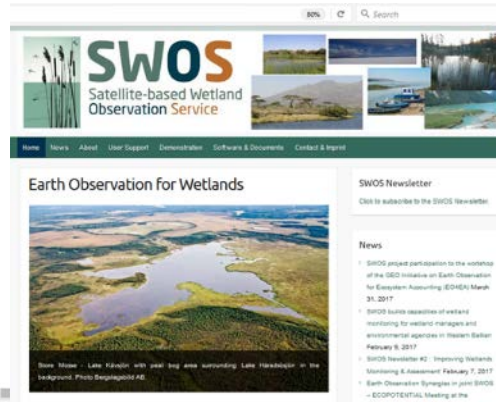 80%
Search
SWOS
Satellite-based Wetland
Observation Service
Home News About User Support Demonstration Software & Documents Contact & Imprint
Earth Observation for Wetlands
Store Mosse - Lake Kävsjön with peat bog area surrounding Lake Häradsösjön in the
background. Photo Bergslagsbild AB.
SWOS Newsletter
Click to subscribe to the SWOS Newsletter.
News
SWOS project participation to the workshop
of the GEO Initiative on Earth Observation
for Ecosystem Accounting (EO4EA) March
31, 2017
SWOS builds capacities of wetland
monitoring for wetland managers and
environmental agencies in Western Balkan
February 9, 2017
SWOS Newsletter #2 : Improving Wetlands
Monitoring & Assessment February 7, 2017
Earth Observation Synergies in joint SWOS
– ECOPOTENTIAL Meeting at the